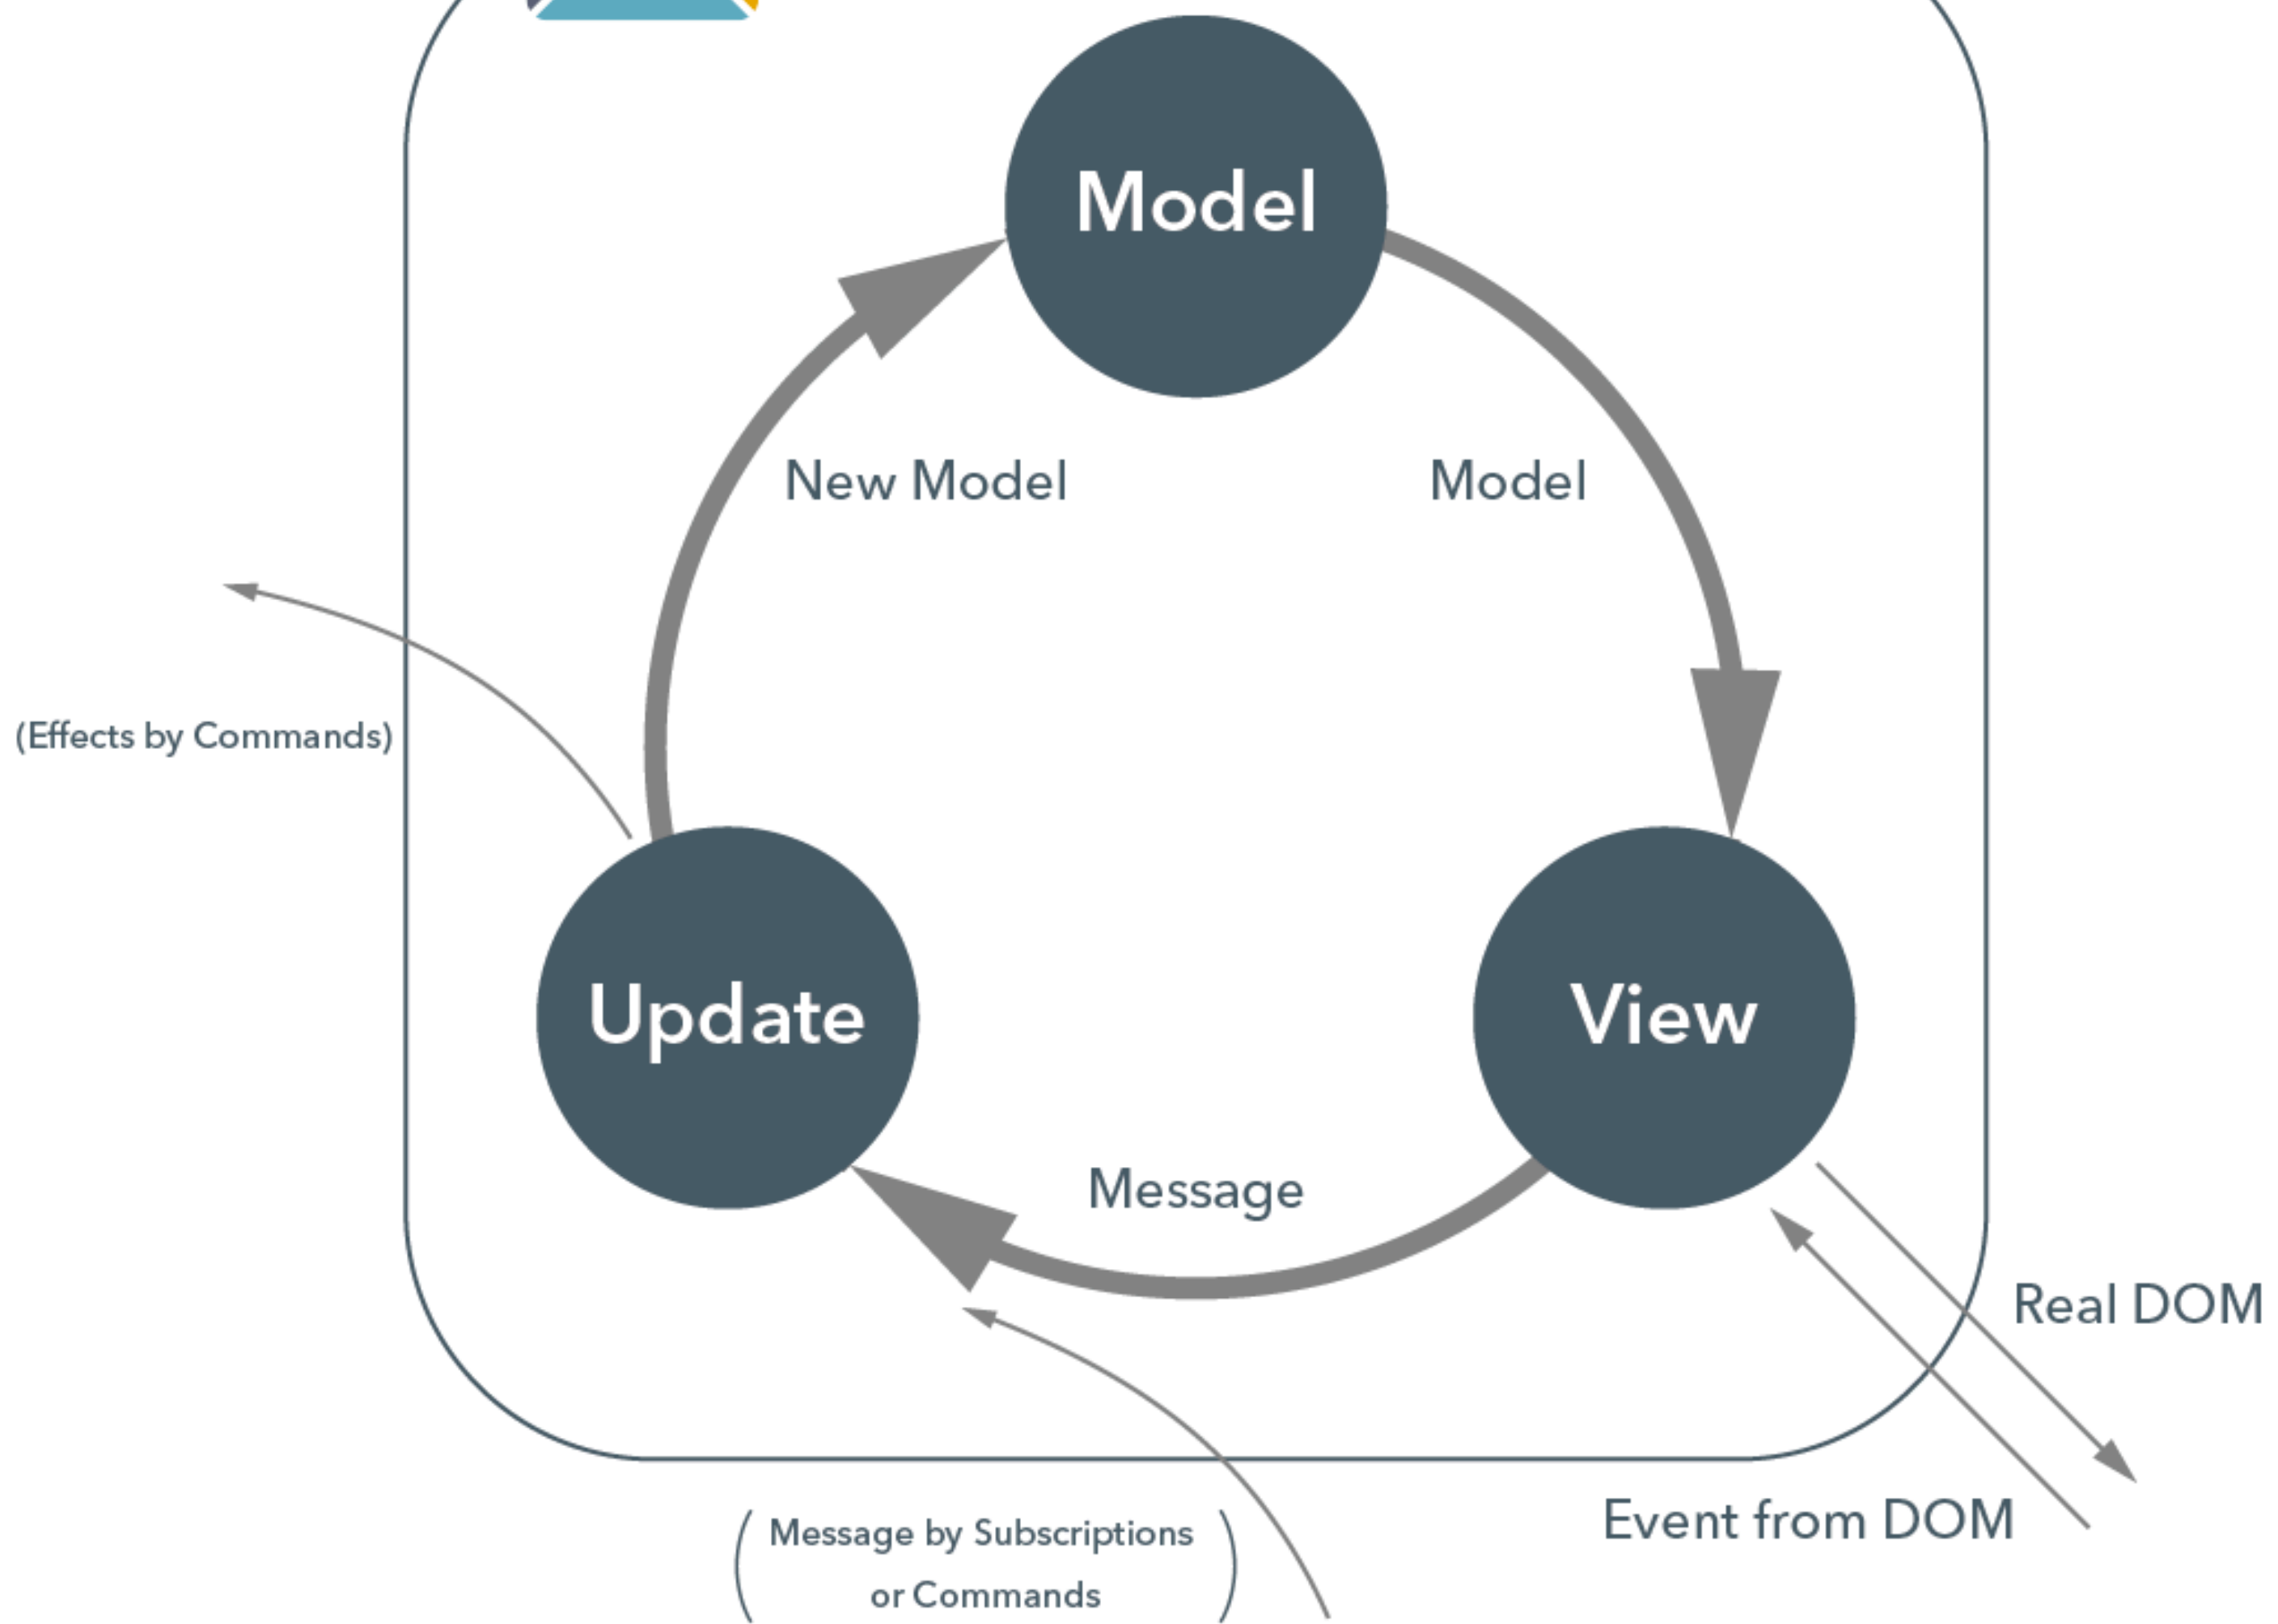 Model
New Model
Model
(Effects by Commands)
Update
View
Message
Real DOM
Event from DOM
(Message by Subscriptions
or Commands)